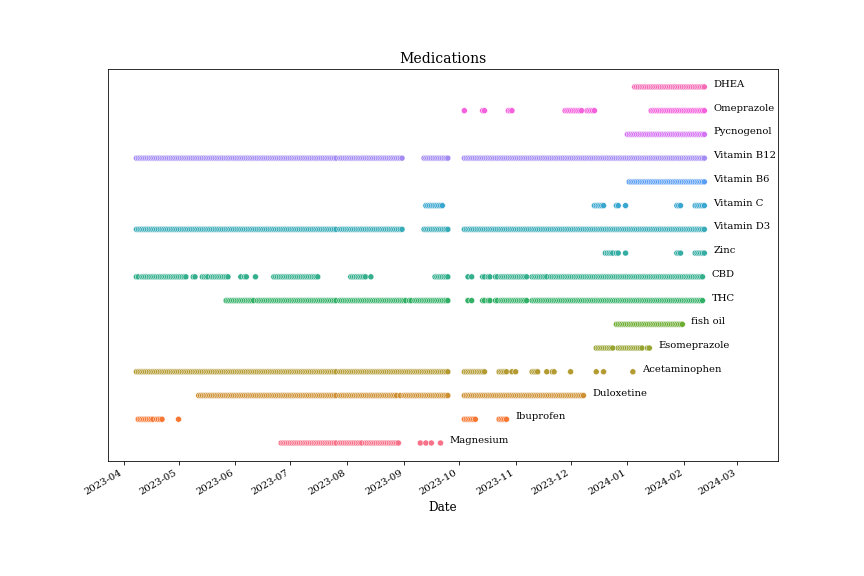 Medications
DHEA
Omeprazole
Pycnogenol
Vitamin B12
Vitamin B6
Vitamin C
Vitamin D3
Zinc
CBD
THC
fish oil
Esomeprazole
Acetaminophen
Duloxetine
Ibuprofen
Magnesium
2023-04 2023-05 2023-06 2023-07 2023-08 2023-09 2023-10 2023-11 2023-12 2024-01 2024-02 2024-03
Date